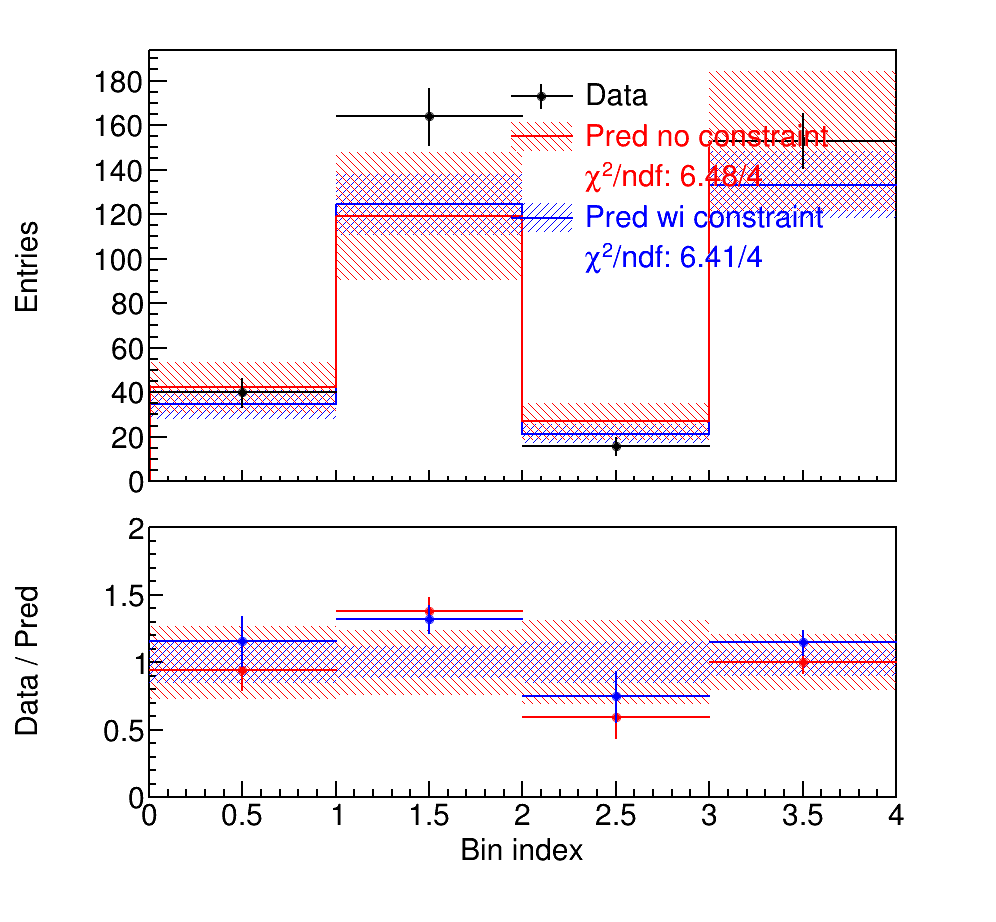 180
160
140
120
100
80
60
40
20
0
Entries
Data
Pred no constraint
χ²/ndf: 6.48/4
Pred wi constraint
χ²/ndf: 6.41/4
2
1.5
1
0.5
0
Data / Pred
0 0.5 1 1.5 2 2.5 3 3.5 4
Bin index